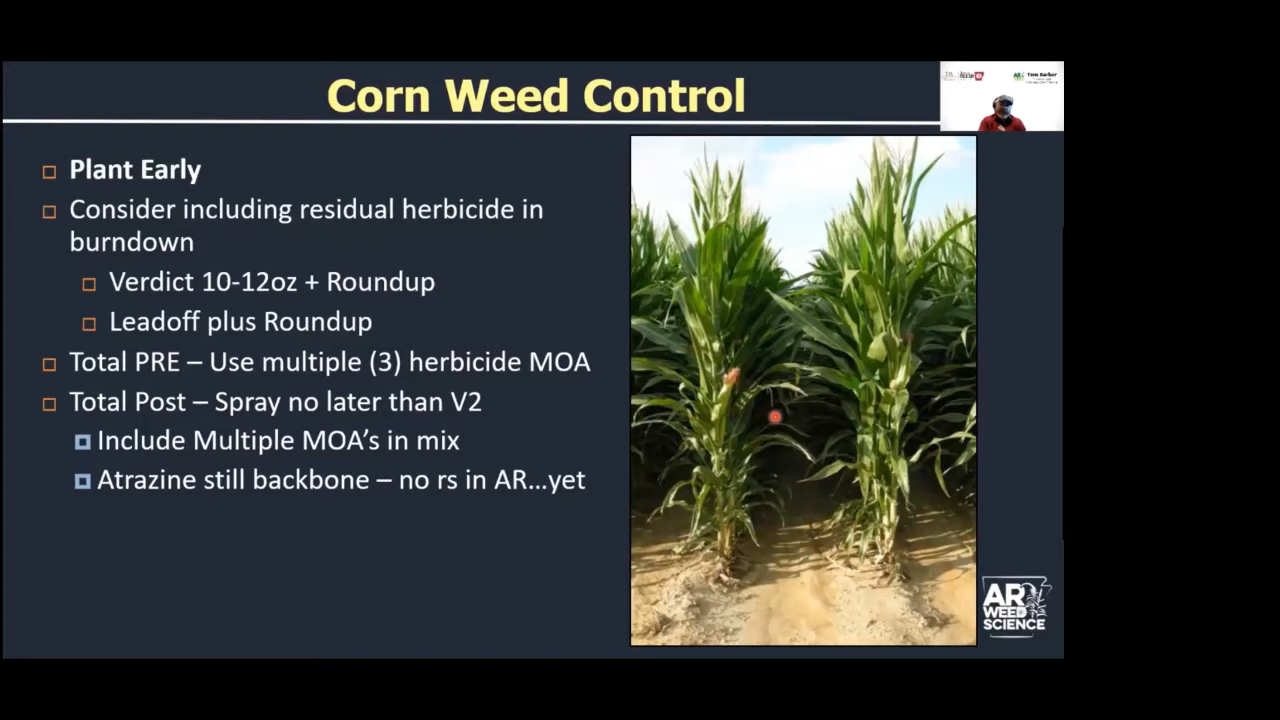 Corn Weed Control
Tom Barber
Plant Early
Consider including residual herbicide in
burndown
Verdict 10-12oz + Roundup
Leadoff plus Roundup
Total PRE – Use multiple (3) herbicide MOA
Total Post – Spray no later than V2
Include Multiple MOA’s in mix
Atrazine still backbone – no rs in AR…yet
AR
WEED
SCIENCE